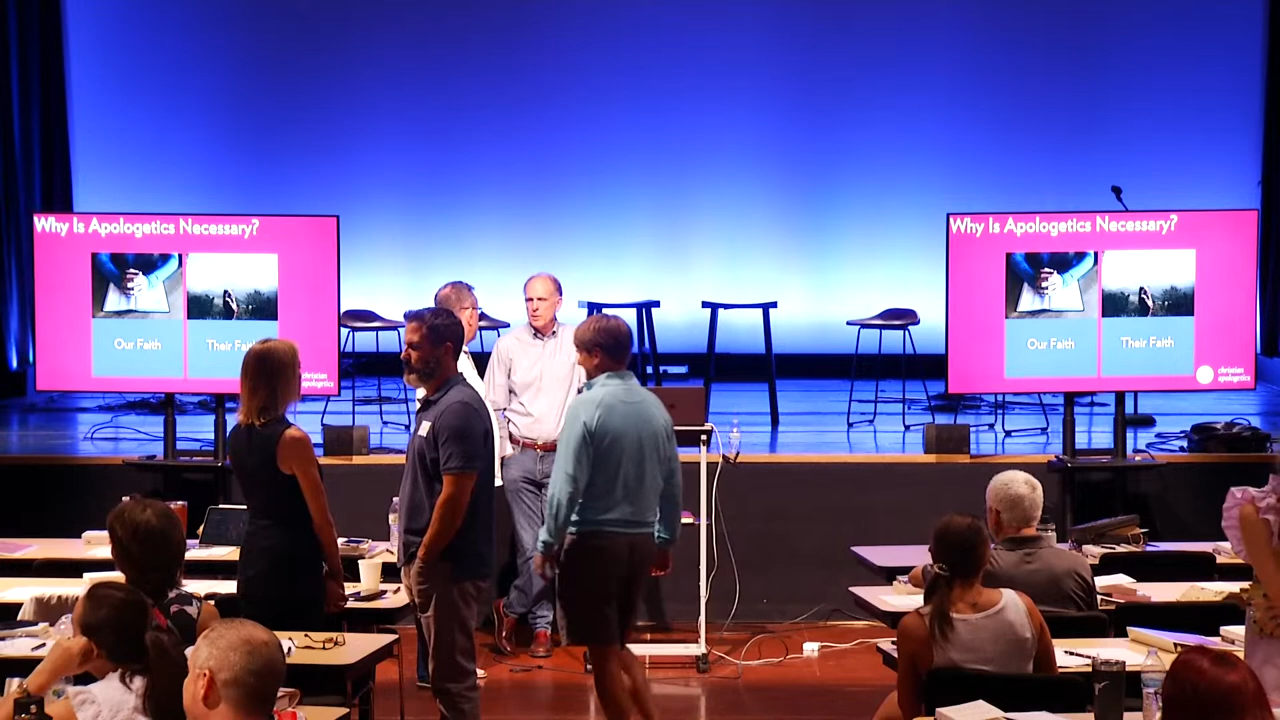 Why Is Apologetics Necessary?
Our Faith
Their Faith
christian
apologetics
Why Is Apologetics Necessary?
Our Faith
Their Faith
christian
apologetics